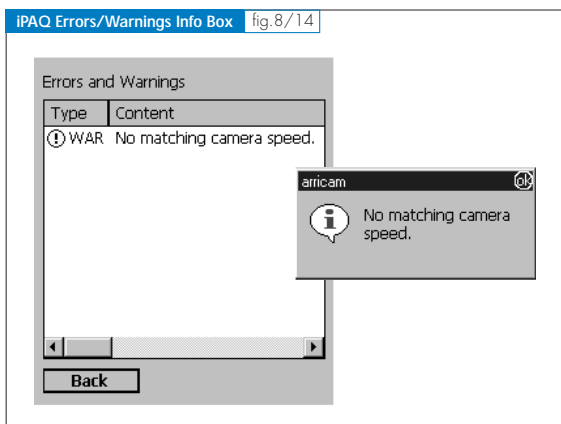 iPAQ Errors/Warnings Info Box fig.8/14
Errors and Warnings
Type Content
WAR No matching camera speed.
arricam ok
No matching camera
speed.
Back